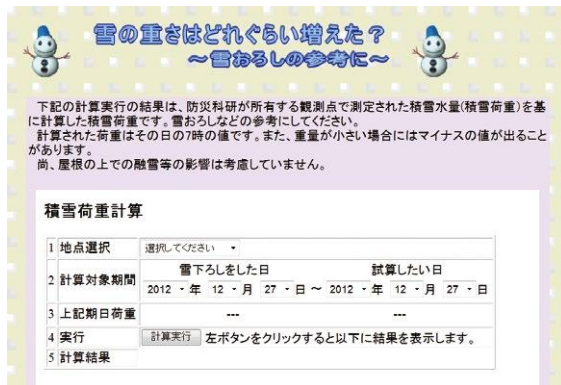 雪の重さはどれぐらい増えた？
～雪おろしの参考に～
下記の計算実行の結果は、防災科研が所有する観測点で測定された積雪水量(積雪荷重)を基
に計算した積雪荷重です。雪おろしなどの参考にしてください。
計算された荷重はその日の7時の値です。また、重量が小さい場合にはマイナスの値が出ること
があります。
尚、屋根の上での融雪等の影響は考慮していません。
積雪荷重計算
1 地点選択 選択してください
2 計算対象期間 雪下ろしをした日 試算したい日
2012 年 12 月 27 日 ～ 2012 年 12 月 27 日
3 上記期日荷重 --- ---
4 実行 計算実行 左ボタンをクリックすると以下に結果を表示します。
5 計算結果